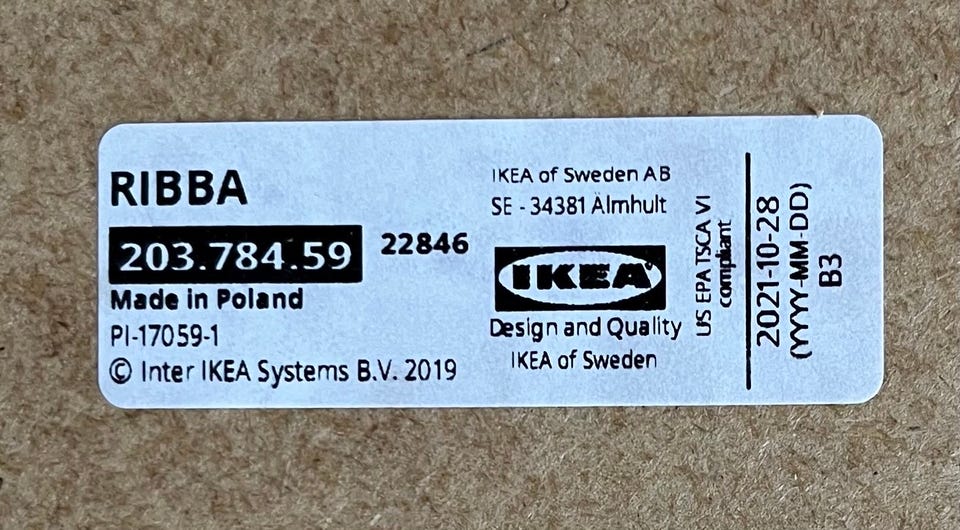 RIBBA
203.784.59 22846
Made in Poland
PI-17059-1
© Inter IKEA Systems B.V. 2019
IKEA of Sweden AB
SE - 34381 Älmhult
IKEA
Design and Quality
IKEA of Sweden
US EPA TSCA VI
compliant
2021-10-28
(YYYY-MM-DD)
B3